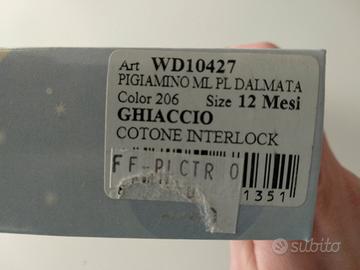 Art WD10427
PIGIAMINO ML PL DALMATA
Color 206 Size 12 Mesi
GHIACCIO
COTONE INTERLOCK
FF-PLCTR 0
1351
subito